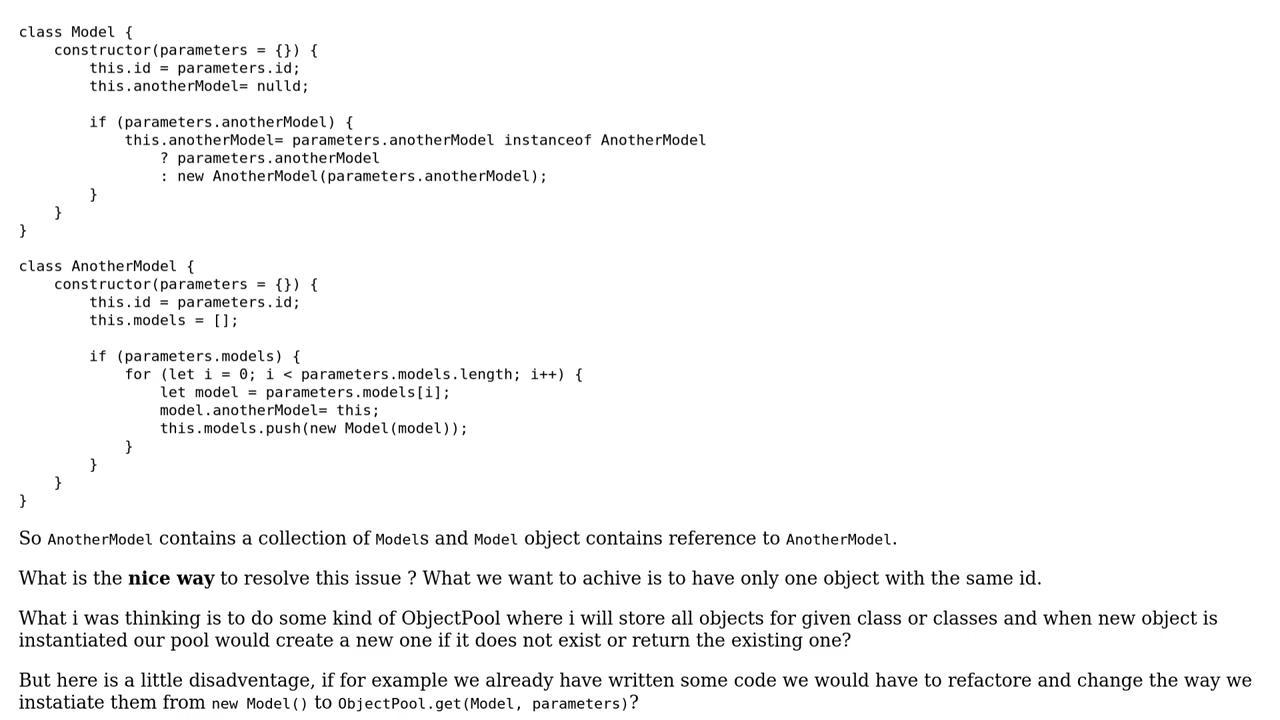 class Model {
    constructor(parameters = {}) {
        this.id = parameters.id;
        this.anotherModel= nulld;

        if (parameters.anotherModel) {
            this.anotherModel= parameters.anotherModel instanceof AnotherModel
                ? parameters.anotherModel
                : new AnotherModel(parameters.anotherModel);
        }
    }
}

class AnotherModel {
    constructor(parameters = {}) {
        this.id = parameters.id;
        this.models = [];

        if (parameters.models) {
            for (let i = 0; i < parameters.models.length; i++) {
                let model = parameters.models[i];
                model.anotherModel= this;
                this.models.push(new Model(model));
            }
        }
    }
}

So AnotherModel contains a collection of Models and Model object contains reference to AnotherModel.
What is the nice way to resolve this issue ? What we want to achive is to have only one object with the same id.
What i was thinking is to do some kind of ObjectPool where i will store all objects for given class or classes and when new object is
instantiated our pool would create a new one if it does not exist or return the existing one?
But here is a little disadventage, if for example we already have written some code we would have to refactore and change the way we
instatiate them from new Model() to ObjectPool.get(Model, parameters)?